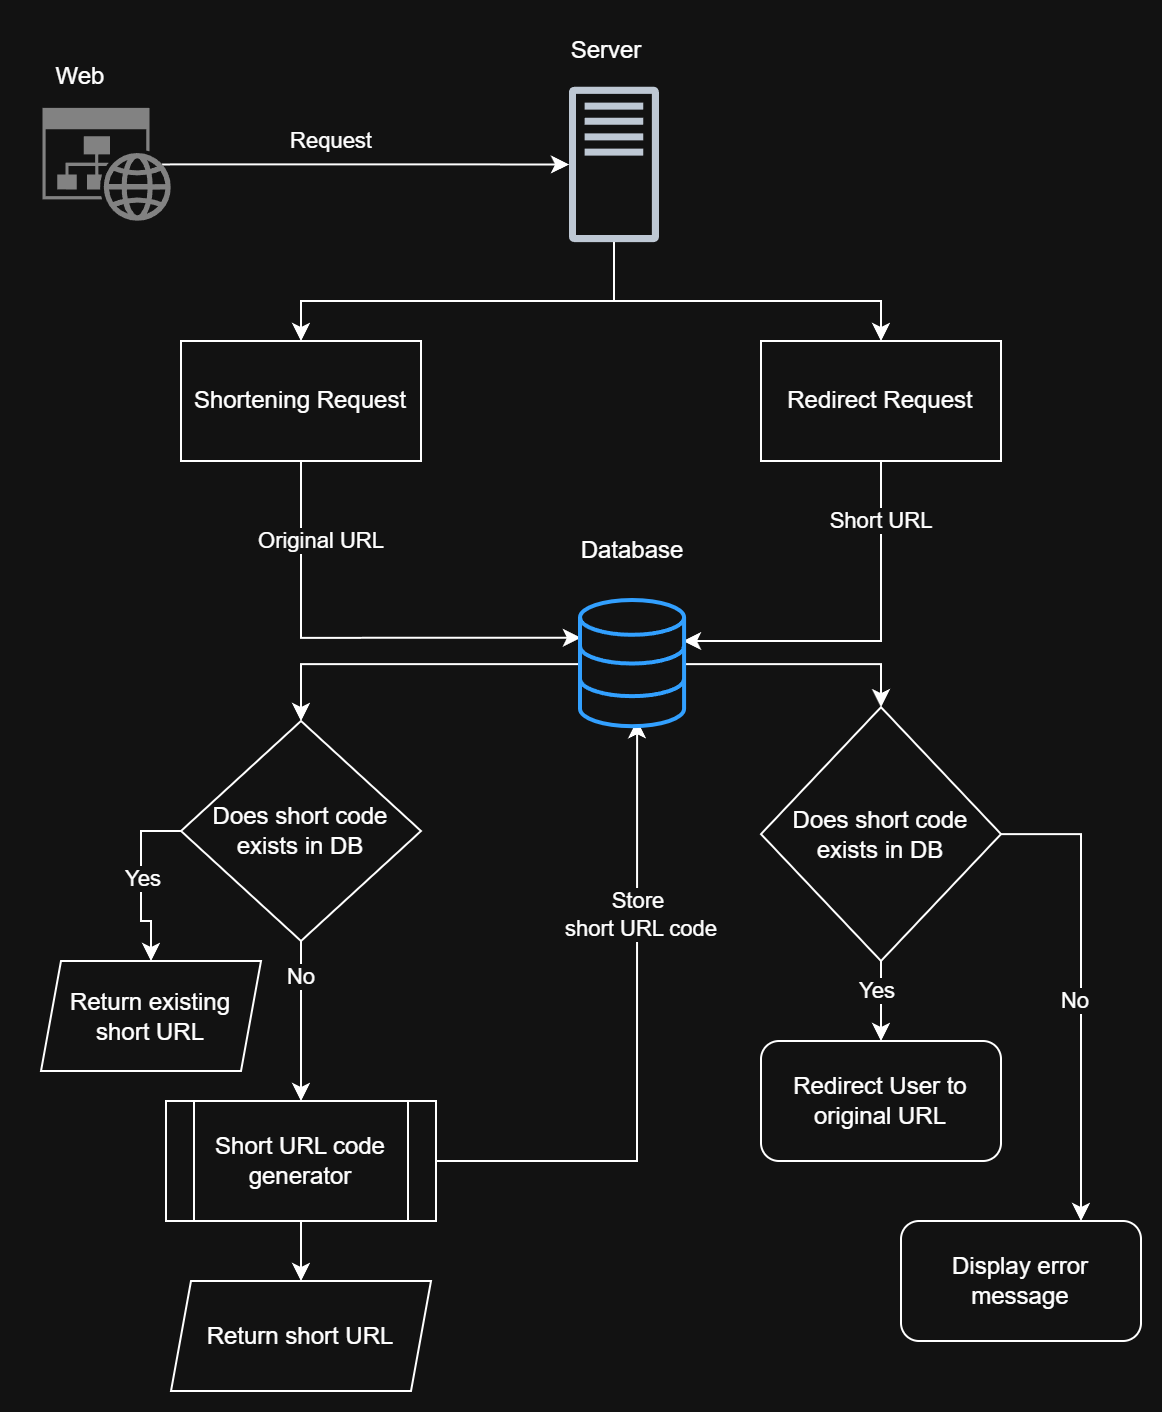 Server
Web
Request
Shortening Request
Redirect Request
Original URL
Short URL
Database
Does short code
exists in DB
Does short code
exists in DB
Yes
Store
short URL code
No
Yes
No
Return existing
short URL
Short URL code
generator
Redirect User to
original URL
Display error
message
Return short URL